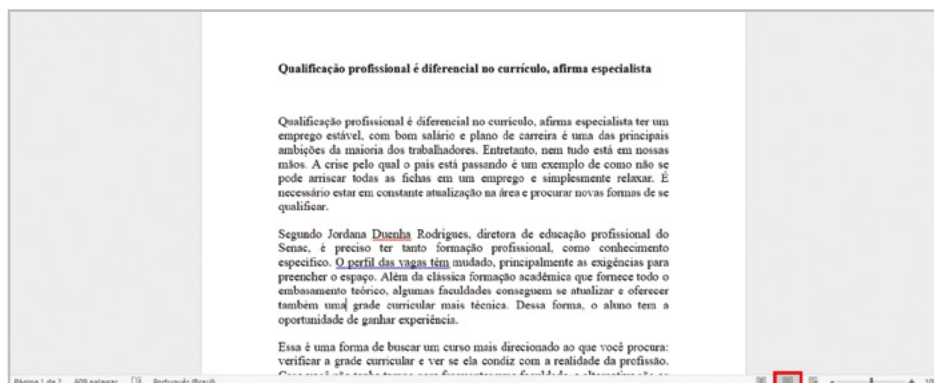 Qualificação profissional é diferencial no currículo, afirma especialista
Qualificação profissional é diferencial no currículo, afirma especialista ter um
emprego estável, com bom salário e plano de carreira é uma das principais
ambições da maioria dos trabalhadores. Entretanto, nem tudo está em nossas
mãos. A crise pelo qual o país está passando é um exemplo de como não se
pode arriscar todas as fichas em um emprego e simplesmente relaxar. É
necessário estar em constante atualização na área e procurar novas formas de se
qualificar.
Segundo Jordana Duenha Rodrigues, diretora de educação profissional do
Senac, é preciso ter tanto formação profissional, como conhecimento
específico. O perfil das vagas têm mudado, principalmente as exigências para
preencher o espaço. Além da clássica formação acadêmica que fornece todo o
embasamento teórico, algumas faculdades conseguem se atualizar e oferecer
também uma grade curricular mais técnica. Dessa forma, o aluno tem a
oportunidade de ganhar experiência.
Essa é uma forma de buscar um curso mais direcionado ao que você procura:
verificar a grade curricular e ver se ela condiz com a realidade da profissão.
Página 1 de 2 609 palavras Português (Brasil)